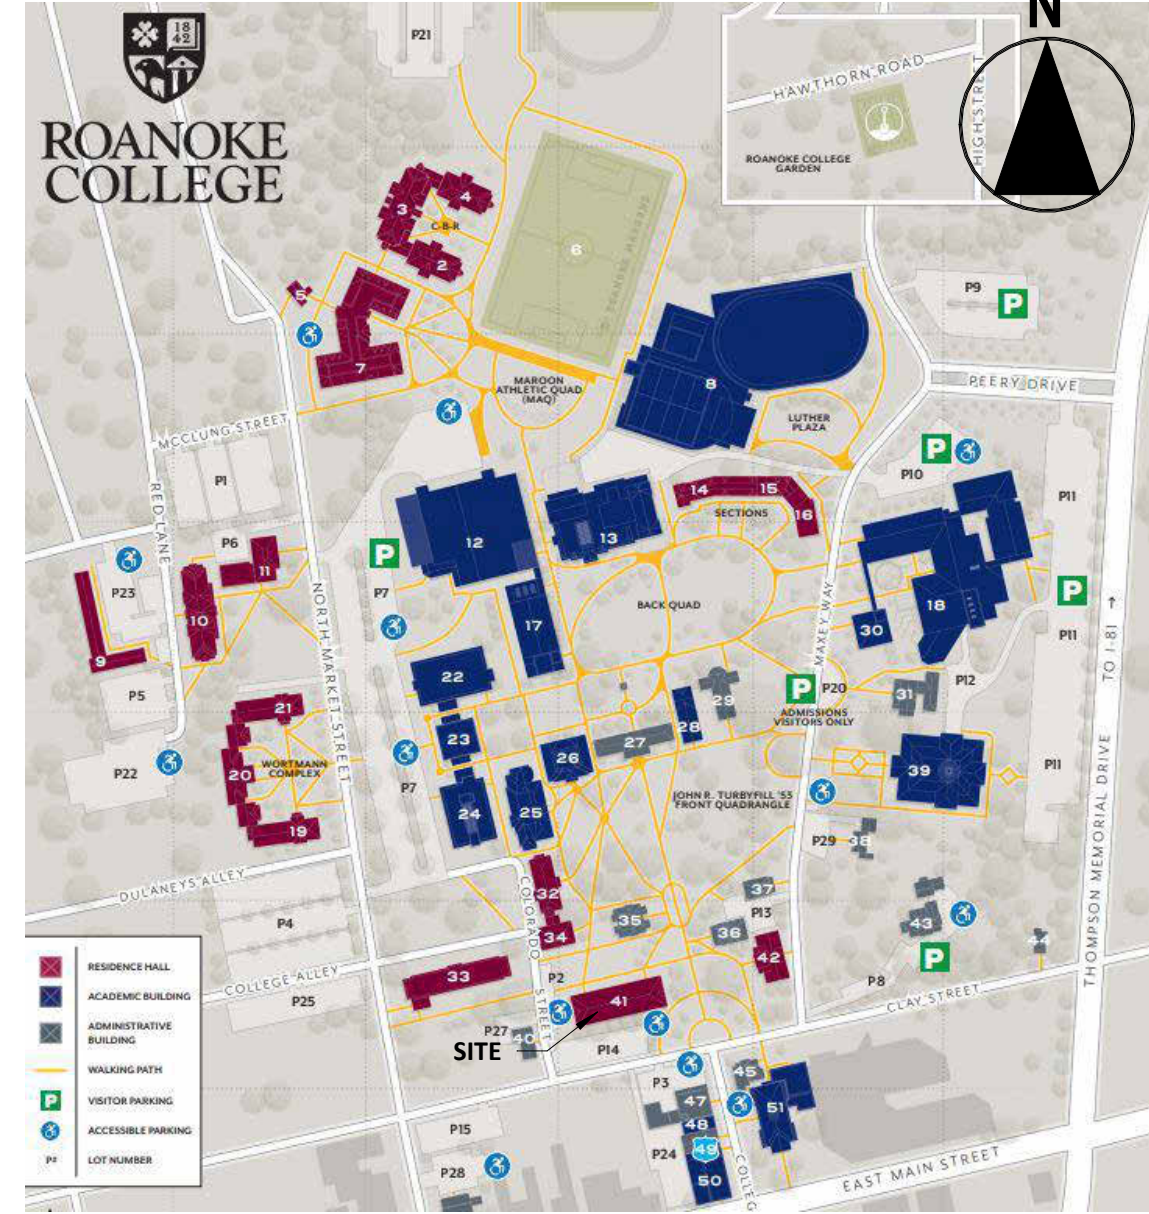 N
P21
1842
ROANOKE
COLLEGE
HAWTHORN ROAD
HIGH STREET
ROANOKE COLLEGE
GARDEN
4
3
C-B-R
2
6
5
7
P9
P
8
MAROON
ATHLETIC QUAD
(MAQ)
PEERY DRIVE
LUTHER
PLAZA
MCCLUNG STREET
P1
RED LANE
P
P10
P11
14
15
16
SECTIONS
12
13
P6
11
P
P7
P23
10
9
P5
NORTH MARKET STREET
17
BACK QUAD
MAXEY WAY
18
30
P
P11
TO I-81 →
22
P
P20
ADMISSIONS
VISITORS ONLY
29
31
P12
21
28
23
27
26
20
WORTMANN
COMPLEX
P22
P7
39
P11
JOHN R. TURBYFILL '53
FRONT QUADRANGLE
24
25
19
P29
38
THOMPSON MEMORIAL DRIVE
DULANEYS ALLEY
32
COLORADO STREET
37
P13
35
36
34
43
44
P4
P
42
33
P2
41
P8
COLLEGE ALLEY
P25
CLAY STREET
P27
40
SITE
P14
RESIDENCE HALL
ACADEMIC BUILDING
ADMINISTRATIVE
BUILDING
WALKING PATH
P
VISITOR PARKING
ACCESSIBLE PARKING
P#
LOT NUMBER
P3
45
47
51
48
P15
P24
49
P28
50
COLLEG
EAST MAIN STREET